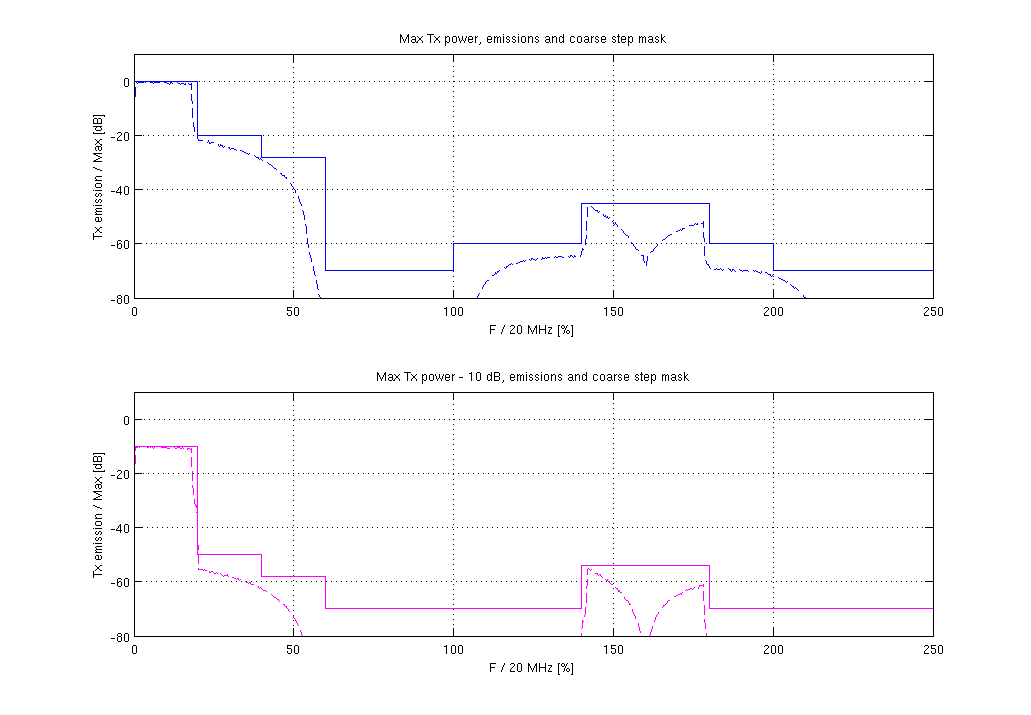 Max Tx power, emissions and coarse step mask
Tx emission / Max [dB]
0
-20
-40
-60
-80
0 50 100 150 200 250
F / 20 MHz [%]
Max Tx power - 10 dB, emissions and coarse step mask
Tx emission / Max [dB]
0
-20
-40
-60
-80
0 50 100 150 200 250
F / 20 MHz [%]